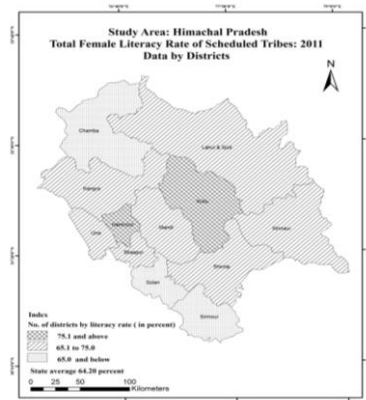 Study Area: Himachal Pradesh
Total Female Literacy Rate of Scheduled Tribes: 2011
Data by Districts
N
Chamba
Lahul & Spiti
Kangra
Kullu
Hamirpur
Una
Mandi
Kinnaur
Bilaspur
Shimla
Solan
Sirmour
Index
No. of districts by literacy rate ( in percent)
75.1 and above
65.1 to 75.0
65.0 and below
State average 64.20 percent
0 25 50 100
Kilometers